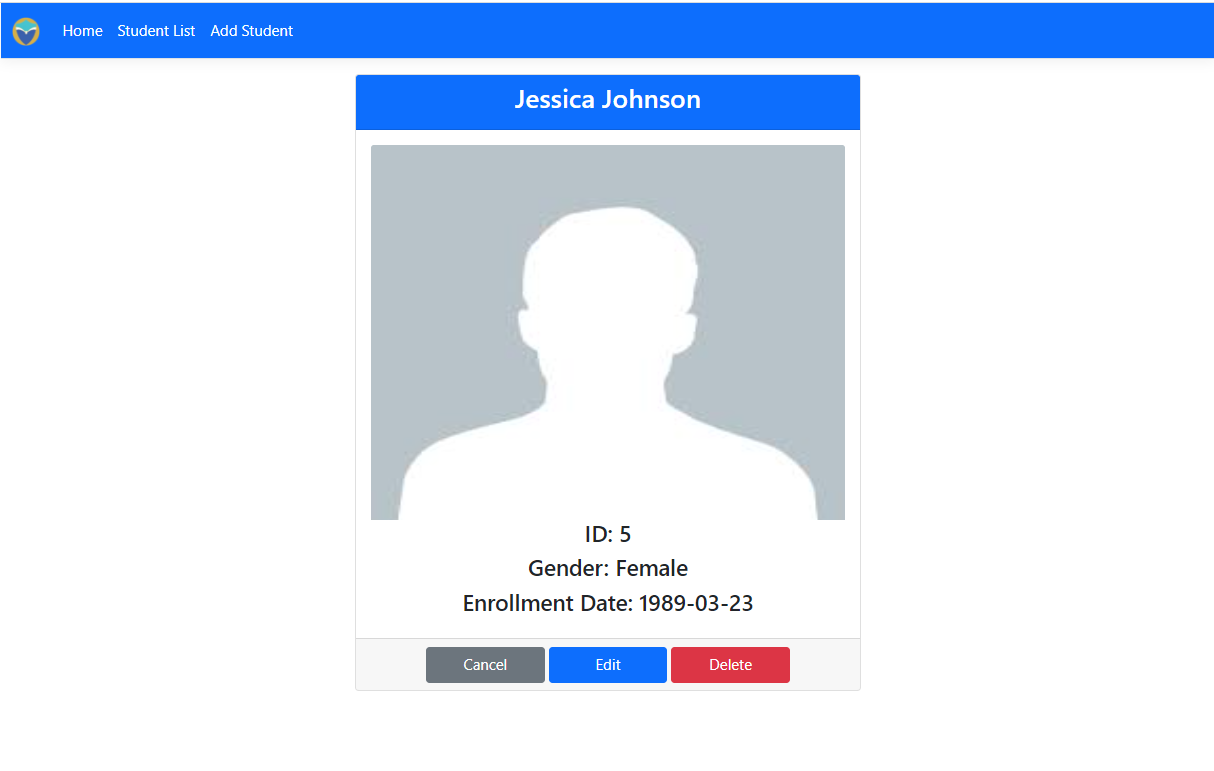 Home Student List Add Student
Jessica Johnson
ID: 5
Gender: Female
Enrollment Date: 1989-03-23
Cancel Edit Delete